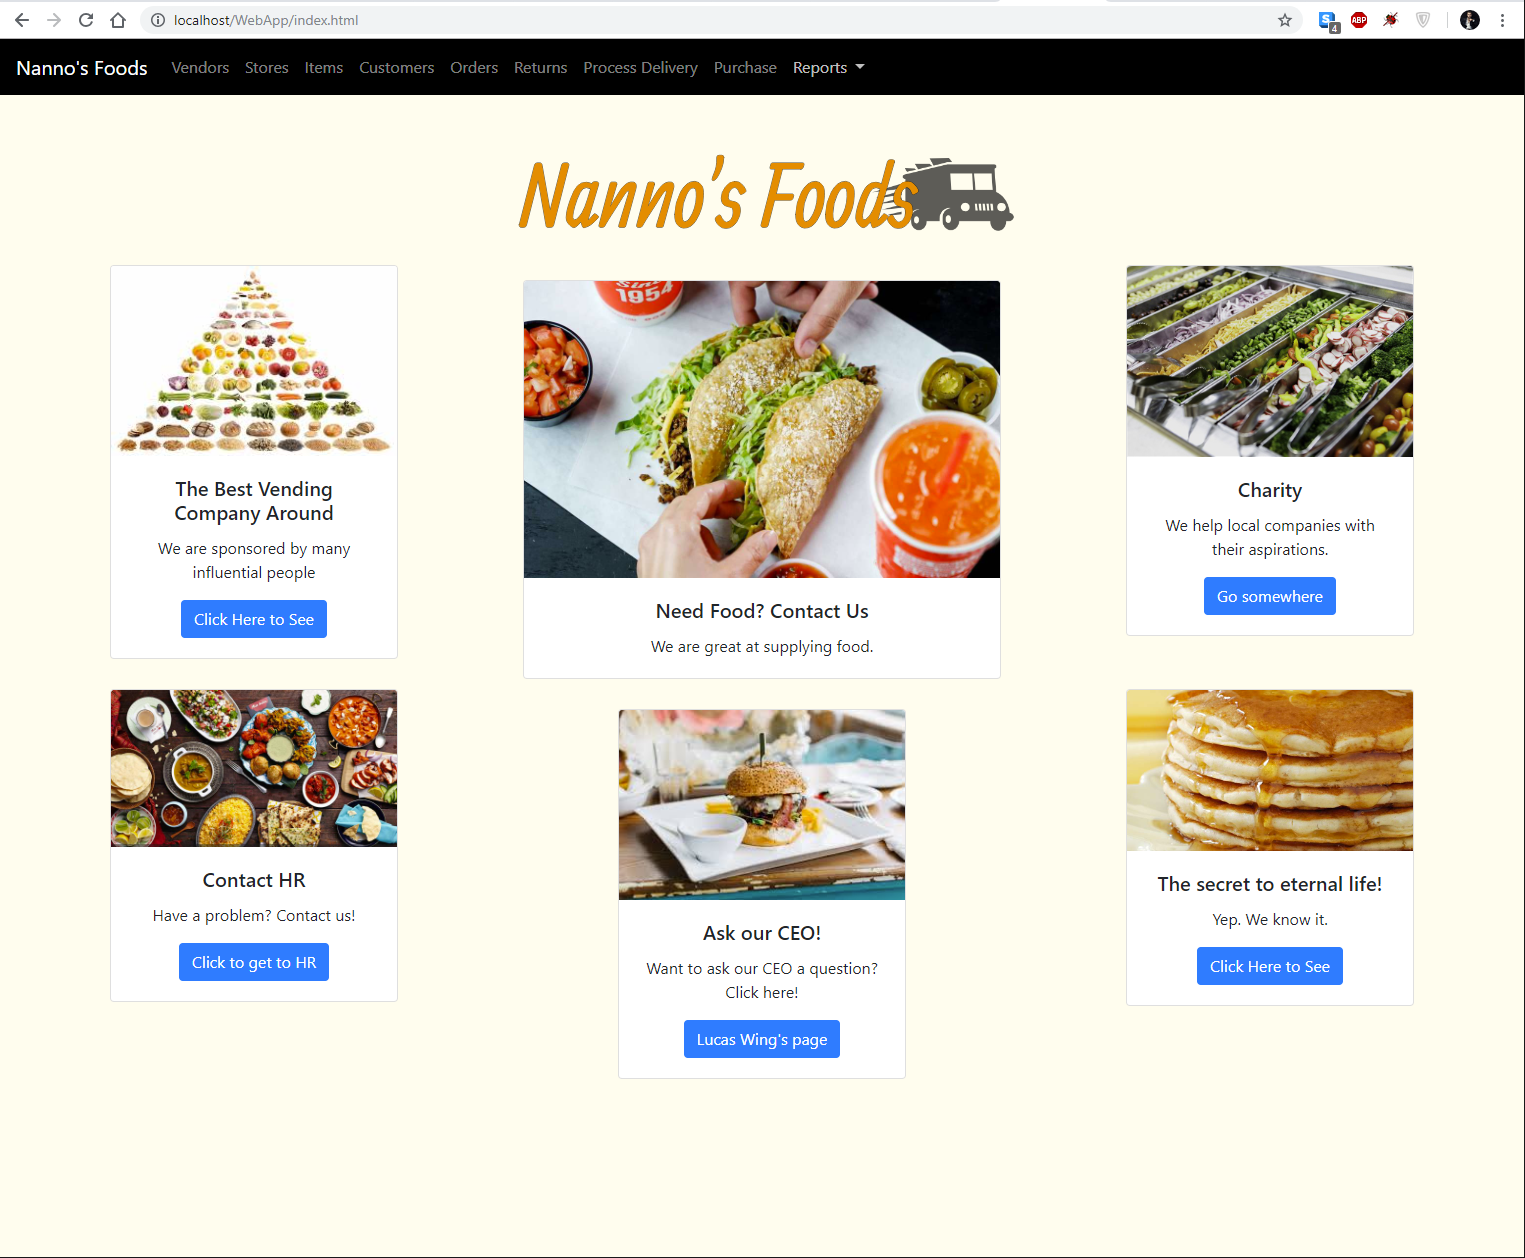 localhost/WebApp/index.html
4
ABP
Nanno's Foods
Vendors
Stores
Items
Customers
Orders
Returns
Process Delivery
Purchase
Reports
Nanno's Foods
The Best Vending
Company Around
We are sponsored by many
influential people
Click Here to See
1954
Need Food? Contact Us
We are great at supplying food.
Charity
We help local companies with
their aspirations.
Go somewhere
Contact HR
Have a problem? Contact us!
Click to get to HR
Ask our CEO!
Want to ask our CEO a question?
Click here!
Lucas Wing's page
The secret to eternal life!
Yep. We know it.
Click Here to See